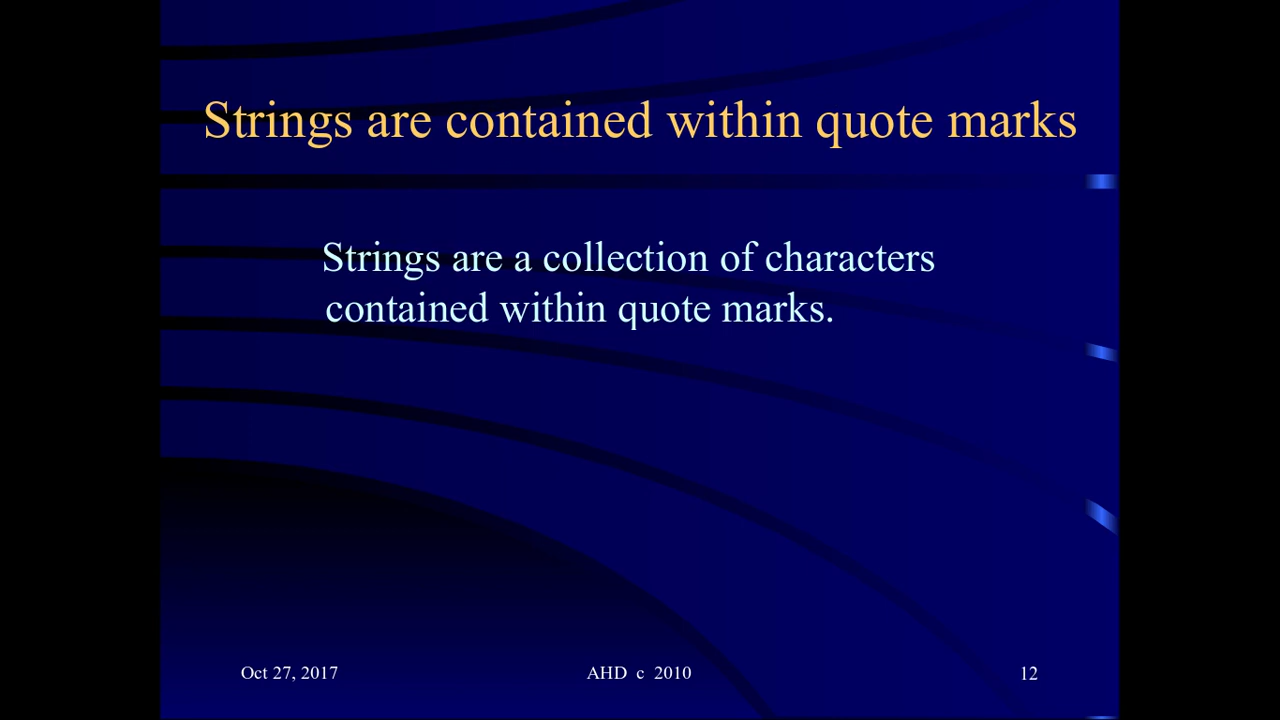 Strings are contained within quote marks
Strings are a collection of characters
contained within quote marks.
Oct 27, 2017
AHD c 2010
12